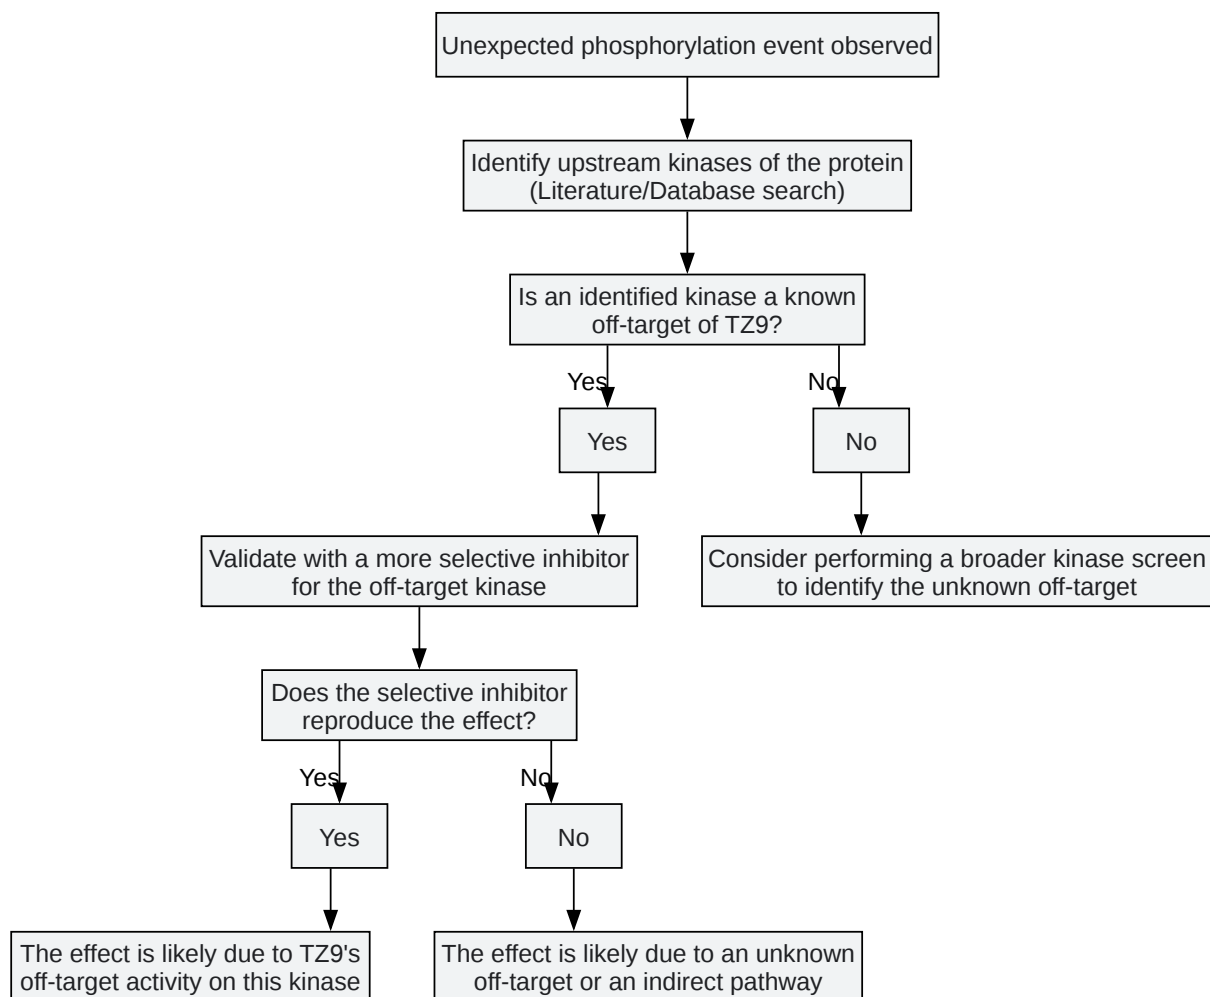 Unexpected phosphorylation event observed
Identify upstream kinases of the protein
(Literature/Database search)
Is an identified kinase a known
off-target of TZ9?
Yes
No
Yes
No
Validate with a more selective inhibitor
for the off-target kinase
Consider performing a broader kinase screen
to identify the unknown off-target
Does the selective inhibitor
reproduce the effect?
Yes
No
Yes
No
The effect is likely due to TZ9's
off-target activity on this kinase
The effect is likely due to an unknown
off-target or an indirect pathway